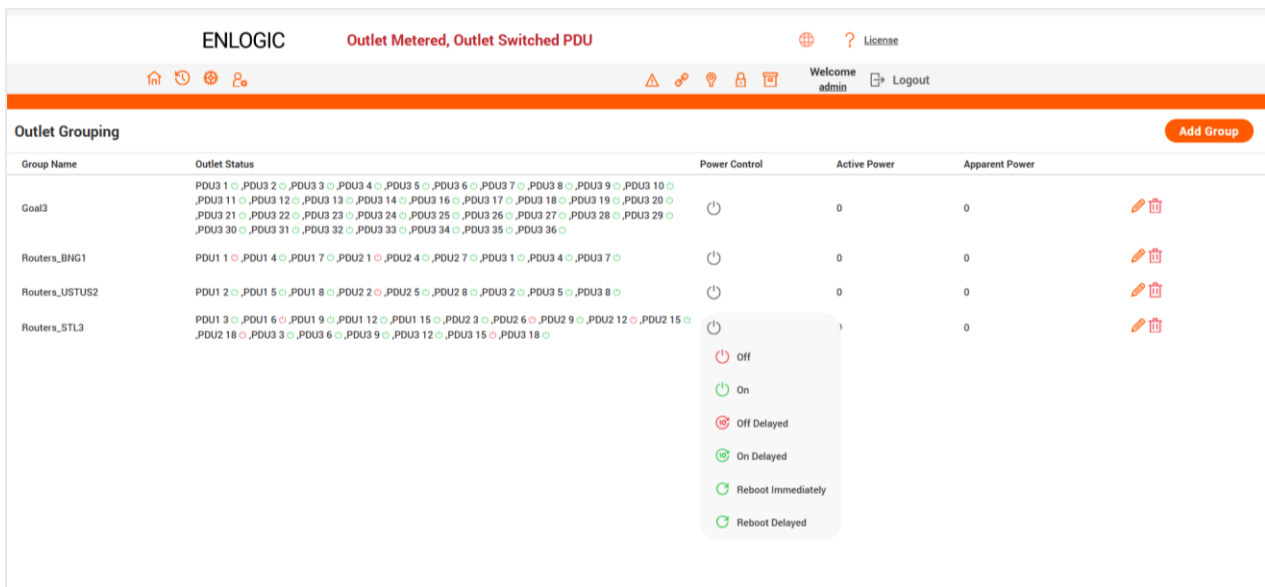 ENLOGIC Outlet Metered, Outlet Switched PDU ? License
Welcome
admin Logout
Outlet Grouping Add Group
Group Name Outlet Status Power Control Active Power Apparent Power
PDU3 1 ,PDU3 2 ,PDU3 3 ,PDU3 4 ,PDU3 5 ,PDU3 6 ,PDU3 7 ,PDU3 8 ,PDU3 9 ,PDU3 10
,PDU3 11 ,PDU3 12 ,PDU3 13 ,PDU3 14 ,PDU3 16 ,PDU3 17 ,PDU3 18 ,PDU3 19 ,PDU3 20
Goal3 0 0
,PDU3 21 ,PDU3 22 ,PDU3 23 ,PDU3 24 ,PDU3 25 ,PDU3 26 ,PDU3 27 ,PDU3 28 ,PDU3 29
,PDU3 30 ,PDU3 31 ,PDU3 32 ,PDU3 33 ,PDU3 34 ,PDU3 35 ,PDU3 36
Routers_BNG1 PDU1 1 ,PDU1 4 ,PDU1 7 ,PDU2 1 ,PDU2 4 ,PDU2 7 ,PDU3 1 ,PDU3 4 ,PDU3 7 0 0
Routers_USTUS2 PDU1 2 ,PDU1 5 ,PDU1 8 ,PDU2 2 ,PDU2 5 ,PDU2 8 ,PDU3 2 ,PDU3 5 ,PDU3 8 0 0
PDU1 3 ,PDU1 6 ,PDU1 9 ,PDU1 12 ,PDU1 15 ,PDU2 3 ,PDU2 6 ,PDU2 9 ,PDU2 12 ,PDU2 15
Routers_STL3 0
,PDU2 18 ,PDU3 3 ,PDU3 6 ,PDU3 9 ,PDU3 12 ,PDU3 15 ,PDU3 18
Off
On
10 Off Delayed
10 On Delayed
Reboot Immediately
Reboot Delayed